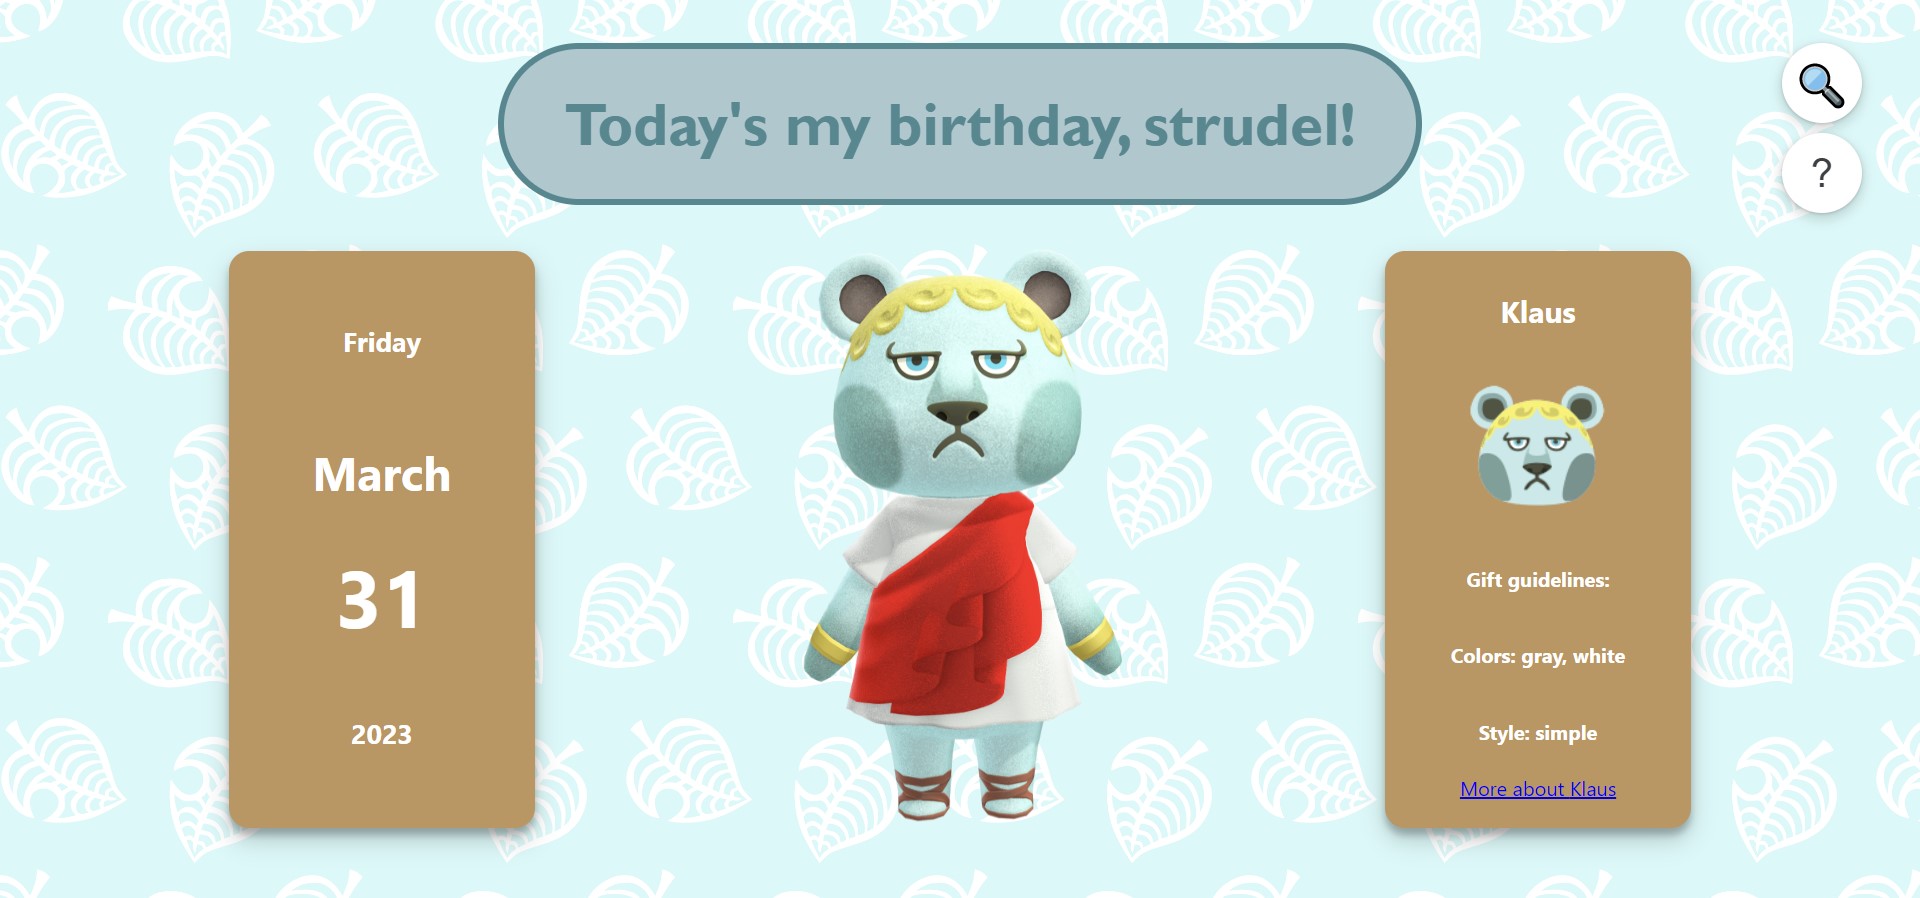 Today's my birthday, strudel!
?
Friday
March
31
2023
Klaus
Gift guidelines:
Colors: gray, white
Style: simple
More about Klaus